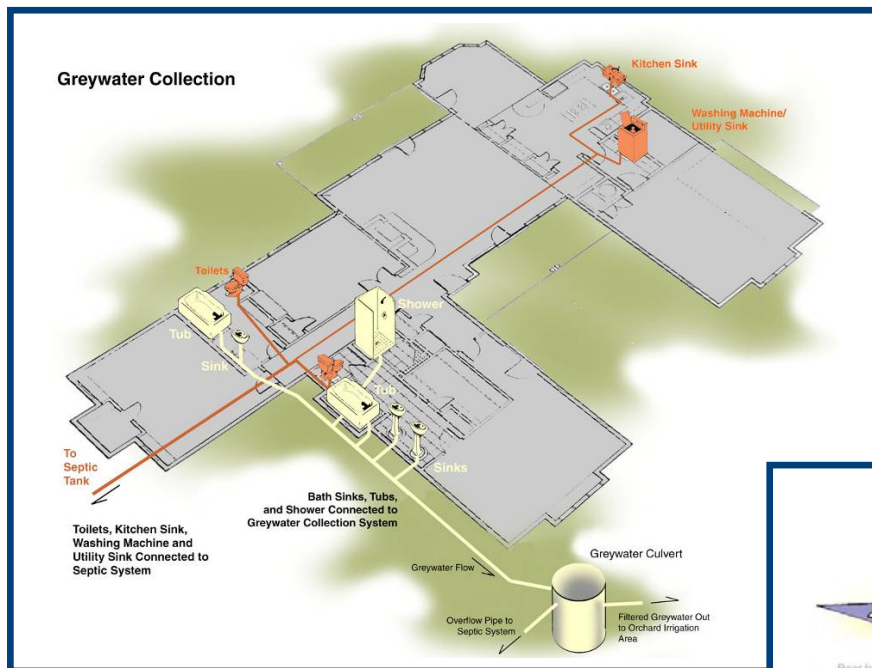 Greywater Collection
Kitchen Sink
Washing Machine/
Utility Sink
Toilets
Shower
Tub
Sink
Tub
Sinks
To
Septic
Tank
Bath Sinks, Tubs,
and Shower Connected to
Greywater Collection System
Toilets, Kitchen Sink,
Washing Machine and
Utility Sink Connected to
Septic System
Greywater Culvert
Greywater Flow
Overflow Pipe to
Septic System
Filtered Greywater Out
to Orchard Irrigation
Area